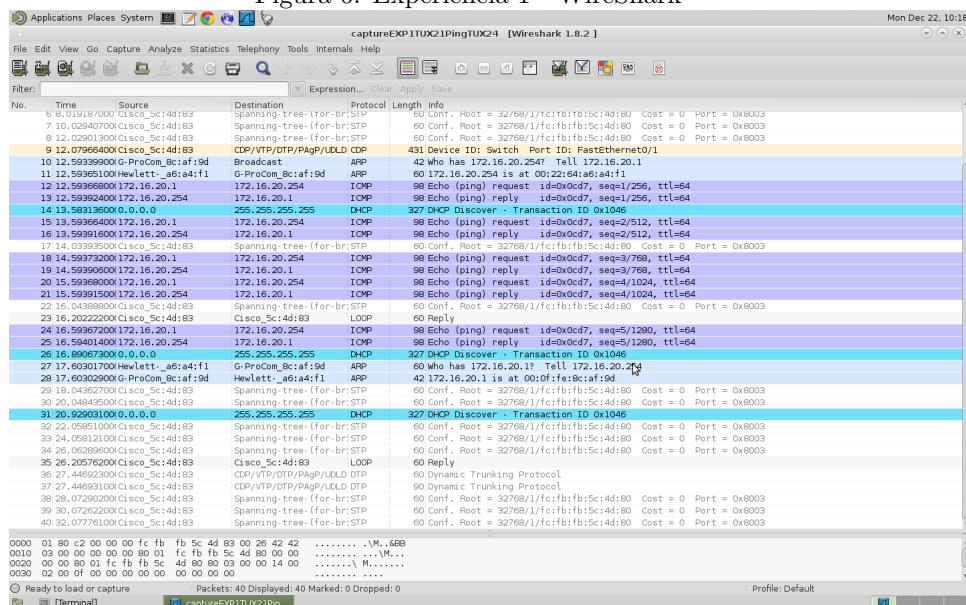 Figura 6: Experiência 1 - WireShark
Applications Places System Mon Dec 22, 10:18
captureEXP1TUX21PingTUX24 [Wireshark 1.8.2 ]
File Edit View Go Capture Analyze Statistics Telephony Tools Internals Help
Filter: Expression... Clear Apply Save
No. Time Source Destination Protocol Length Info
6 8.019187000 Cisco_5c:4d:83 Spanning-tree-(for-br: STP 60 Conf. Root = 32768/1/fc:fb:fb:5c:4d:80 Cost = 0 Port = 0x8003
7 10.02940700 Cisco_5c:4d:83 Spanning-tree-(for-br: STP 60 Conf. Root = 32768/1/fc:fb:fb:5c:4d:80 Cost = 0 Port = 0x8003
8 12.02901300 Cisco_5c:4d:83 Spanning-tree-(for-br: STP 60 Conf. Root = 32768/1/fc:fb:fb:5c:4d:80 Cost = 0 Port = 0x8003
9 12.07966400 Cisco_5c:4d:83 CDP/VTP/DTP/PAgP/UDLD CDP 431 Device ID: Switch Port ID: FastEthernet0/1
10 12.59339900 G-ProCom_8c:af:9d Broadcast ARP 42 Who has 172.16.20.254? Tell 172.16.20.1
11 12.59365100 Hewlett-_a6:a4:f1 G-ProCom_8c:af:9d ARP 60 172.16.20.254 is at 00:22:64:a6:a4:f1
12 12.59366800 172.16.20.1 172.16.20.254 ICMP 98 Echo (ping) request id=0x0cd7, seq=1/256, ttl=64
13 12.59392400 172.16.20.254 172.16.20.1 ICMP 98 Echo (ping) reply id=0x0cd7, seq=1/256, ttl=64
14 13.58313600 0.0.0.0 255.255.255.255 DHCP 327 DHCP Discover - Transaction ID 0x1046
15 13.59366400 172.16.20.1 172.16.20.254 ICMP 98 Echo (ping) request id=0x0cd7, seq=2/512, ttl=64
16 13.59391600 172.16.20.254 172.16.20.1 ICMP 98 Echo (ping) reply id=0x0cd7, seq=2/512, ttl=64
17 14.03393500 Cisco_5c:4d:83 Spanning-tree-(for-br: STP 60 Conf. Root = 32768/1/fc:fb:fb:5c:4d:80 Cost = 0 Port = 0x8003
18 14.59373200 172.16.20.1 172.16.20.254 ICMP 98 Echo (ping) request id=0x0cd7, seq=3/768, ttl=64
19 14.59390600 172.16.20.254 172.16.20.1 ICMP 98 Echo (ping) reply id=0x0cd7, seq=3/768, ttl=64
20 15.59368000 172.16.20.1 172.16.20.254 ICMP 98 Echo (ping) request id=0x0cd7, seq=4/1024, ttl=64
21 15.59391500 172.16.20.254 172.16.20.1 ICMP 98 Echo (ping) reply id=0x0cd7, seq=4/1024, ttl=64
22 16.04388800 Cisco_5c:4d:83 Spanning-tree-(for-br: STP 60 Conf. Root = 32768/1/fc:fb:fb:5c:4d:80 Cost = 0 Port = 0x8003
23 16.20222200 Cisco_5c:4d:83 Cisco_5c:4d:83 LOOP 60 Reply
24 16.59367200 172.16.20.1 172.16.20.254 ICMP 98 Echo (ping) request id=0x0cd7, seq=5/1280, ttl=64
25 16.59401400 172.16.20.254 172.16.20.1 ICMP 98 Echo (ping) reply id=0x0cd7, seq=5/1280, ttl=64
26 16.89067300 0.0.0.0 255.255.255.255 DHCP 327 DHCP Discover - Transaction ID 0x1046
27 17.60301700 Hewlett-_a6:a4:f1 G-ProCom_8c:af:9d ARP 60 Who has 172.16.20.1? Tell 172.16.20.254
28 17.60302900 G-ProCom_8c:af:9d Hewlett-_a6:a4:f1 ARP 42 172.16.20.1 is at 00:0f:fe:8c:af:9d
29 18.04362700 Cisco_5c:4d:83 Spanning-tree-(for-br: STP 60 Conf. Root = 32768/1/fc:fb:fb:5c:4d:80 Cost = 0 Port = 0x8003
30 20.04843500 Cisco_5c:4d:83 Spanning-tree-(for-br: STP 60 Conf. Root = 32768/1/fc:fb:fb:5c:4d:80 Cost = 0 Port = 0x8003
31 20.92903100 0.0.0.0 255.255.255.255 DHCP 327 DHCP Discover - Transaction ID 0x1046
32 22.05851000 Cisco_5c:4d:83 Spanning-tree-(for-br: STP 60 Conf. Root = 32768/1/fc:fb:fb:5c:4d:80 Cost = 0 Port = 0x8003
33 24.05812100 Cisco_5c:4d:83 Spanning-tree-(for-br: STP 60 Conf. Root = 32768/1/fc:fb:fb:5c:4d:80 Cost = 0 Port = 0x8003
34 26.06289600 Cisco_5c:4d:83 Spanning-tree-(for-br: STP 60 Conf. Root = 32768/1/fc:fb:fb:5c:4d:80 Cost = 0 Port = 0x8003
35 26.20576200 Cisco_5c:4d:83 Cisco_5c:4d:83 LOOP 60 Reply
36 27.44692300 Cisco_5c:4d:83 CDP/VTP/DTP/PAgP/UDLD DTP 60 Dynamic Trunking Protocol
37 27.44693100 Cisco_5c:4d:83 CDP/VTP/DTP/PAgP/UDLD DTP 90 Dynamic Trunking Protocol
38 28.07290200 Cisco_5c:4d:83 Spanning-tree-(for-br: STP 60 Conf. Root = 32768/1/fc:fb:fb:5c:4d:80 Cost = 0 Port = 0x8003
39 30.07262200 Cisco_5c:4d:83 Spanning-tree-(for-br: STP 60 Conf. Root = 32768/1/fc:fb:fb:5c:4d:80 Cost = 0 Port = 0x8003
40 32.07776100 Cisco_5c:4d:83 Spanning-tree-(for-br: STP 60 Conf. Root = 32768/1/fc:fb:fb:5c:4d:80 Cost = 0 Port = 0x8003
0000 01 80 c2 00 00 00 fc fb fb 5c 4d 83 00 26 42 42 ........ .\M..&BB
0010 03 00 00 00 00 00 80 01 fc fb fb 5c 4d 80 00 00 ........ ...\M...
0020 00 00 80 01 fc fb fb 5c 4d 80 80 03 00 00 14 00 .......\ M.......
0030 02 00 0f 00 00 00 00 00 00 00 00 00 ........ ....
Ready to load or capture Packets: 40 Displayed: 40 Marked: 0 Dropped: 0 Profile: Default
[Terminal] captureEXP1TUX21Pin